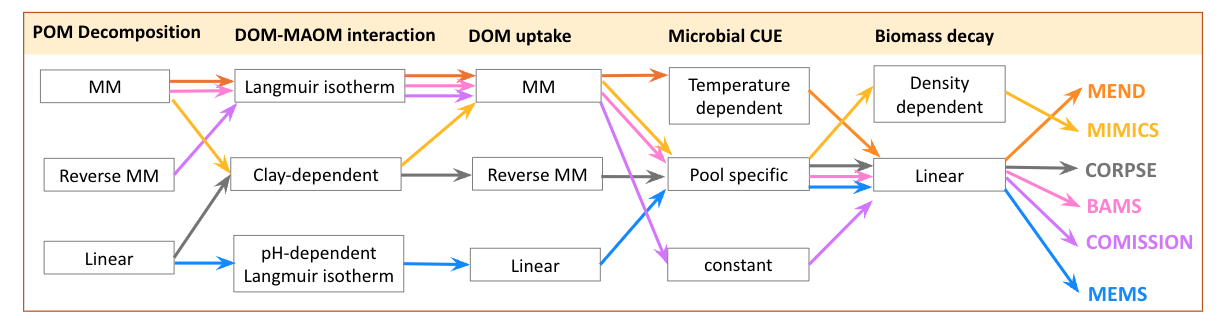 POM Decomposition
DOM-MAOM interaction
DOM uptake
Microbial CUE
Biomass decay
MM
Langmuir isotherm
MM
Temperature
dependent
Density
dependent
MEND
MIMICS
Reverse MM
Clay-dependent
Reverse MM
Pool specific
Linear
CORPSE
BAMS
COMISSION
Linear
pH-dependent
Langmuir isotherm
Linear
constant
MEMS